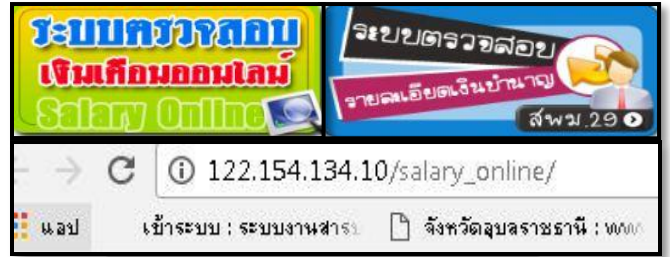 ระบบตรวจสอบ
เงินเดือนออนไลน์
Salary Online
ระบบตรวจสอบ
รายละเอียดเงินบำนาญ
สพม.29
122.154.134.10/salary_online/
แอป เข้าระบบ : ระบบงานสาร จังหวัดอุบลราชธานี : www